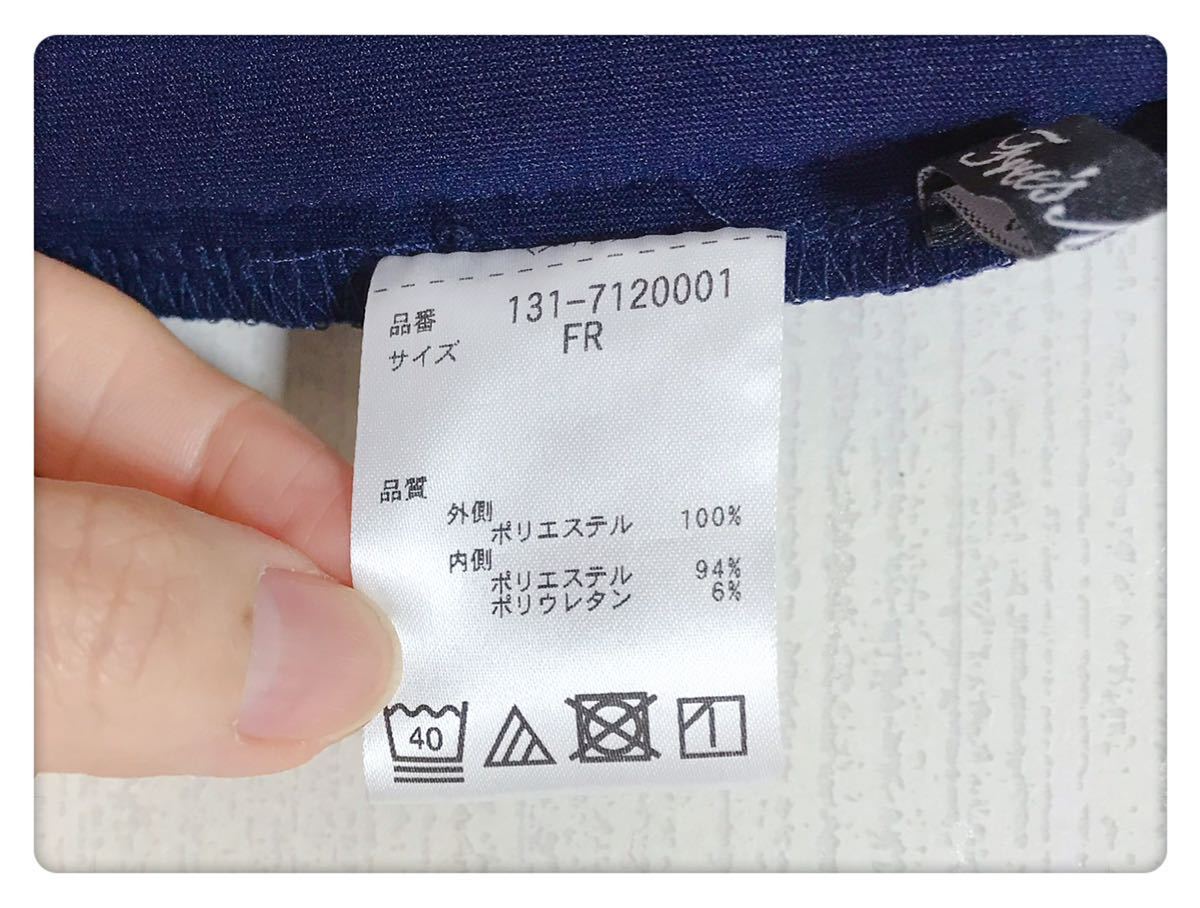 品番 131-7120001
サイズ FR
品質
外側
ポリエステル 100%
内側
ポリエステル 94%
ポリウレタン 6%
40